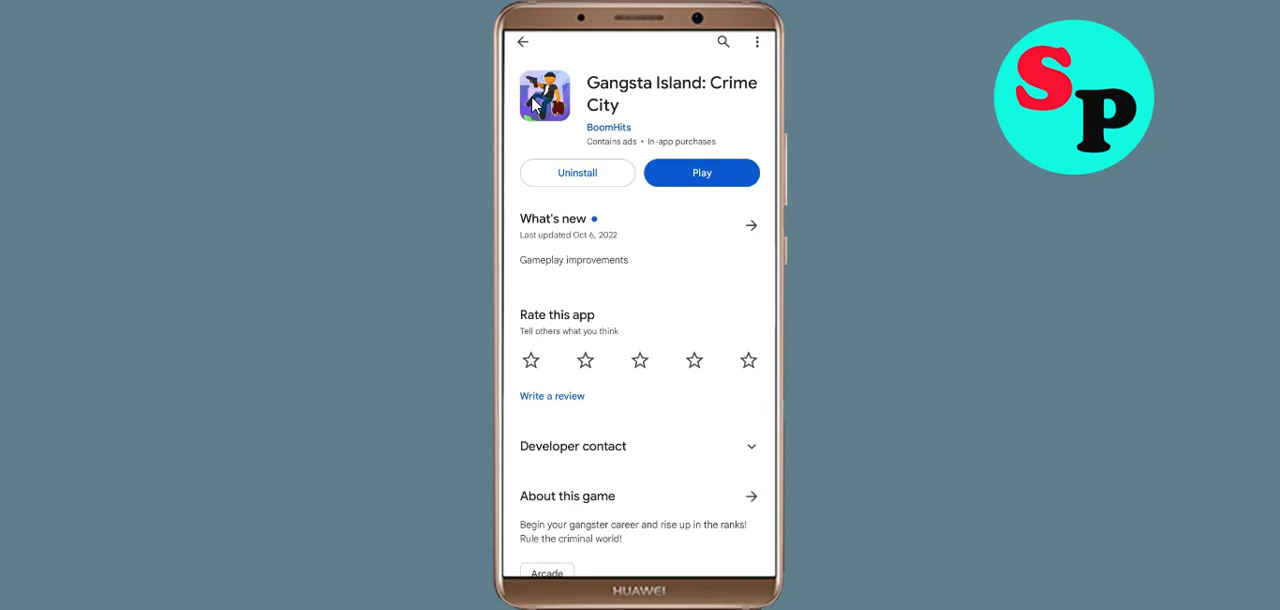 Gangsta Island: Crime
City
BoomHits
Contains ads • In-app purchases
Uninstall
Play
What's new
Last updated Oct 6, 2022
Gameplay improvements
Rate this app
Tell others what you think
Write a review
Developer contact
About this game
Begin your gangster career and rise up in the ranks!
Rule the criminal world!
Arcade
HUAWEI
SP